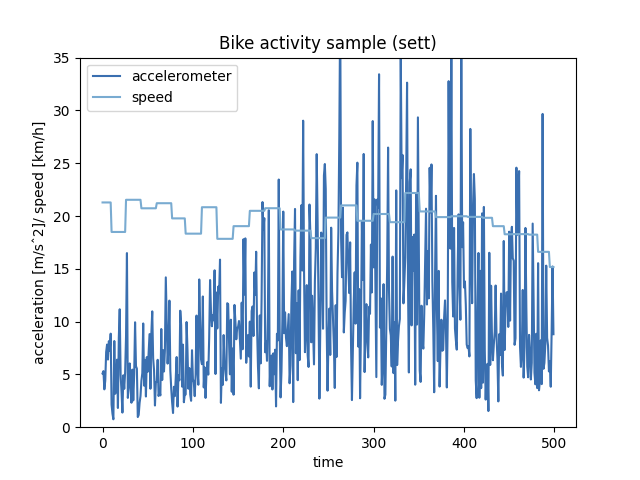 Bike activity sample (sett)
accelerometer
speed
acceleration [m/s^2]/ speed [km/h]
35
30
25
20
15
10
5
0
0 100 200 300 400 500
time